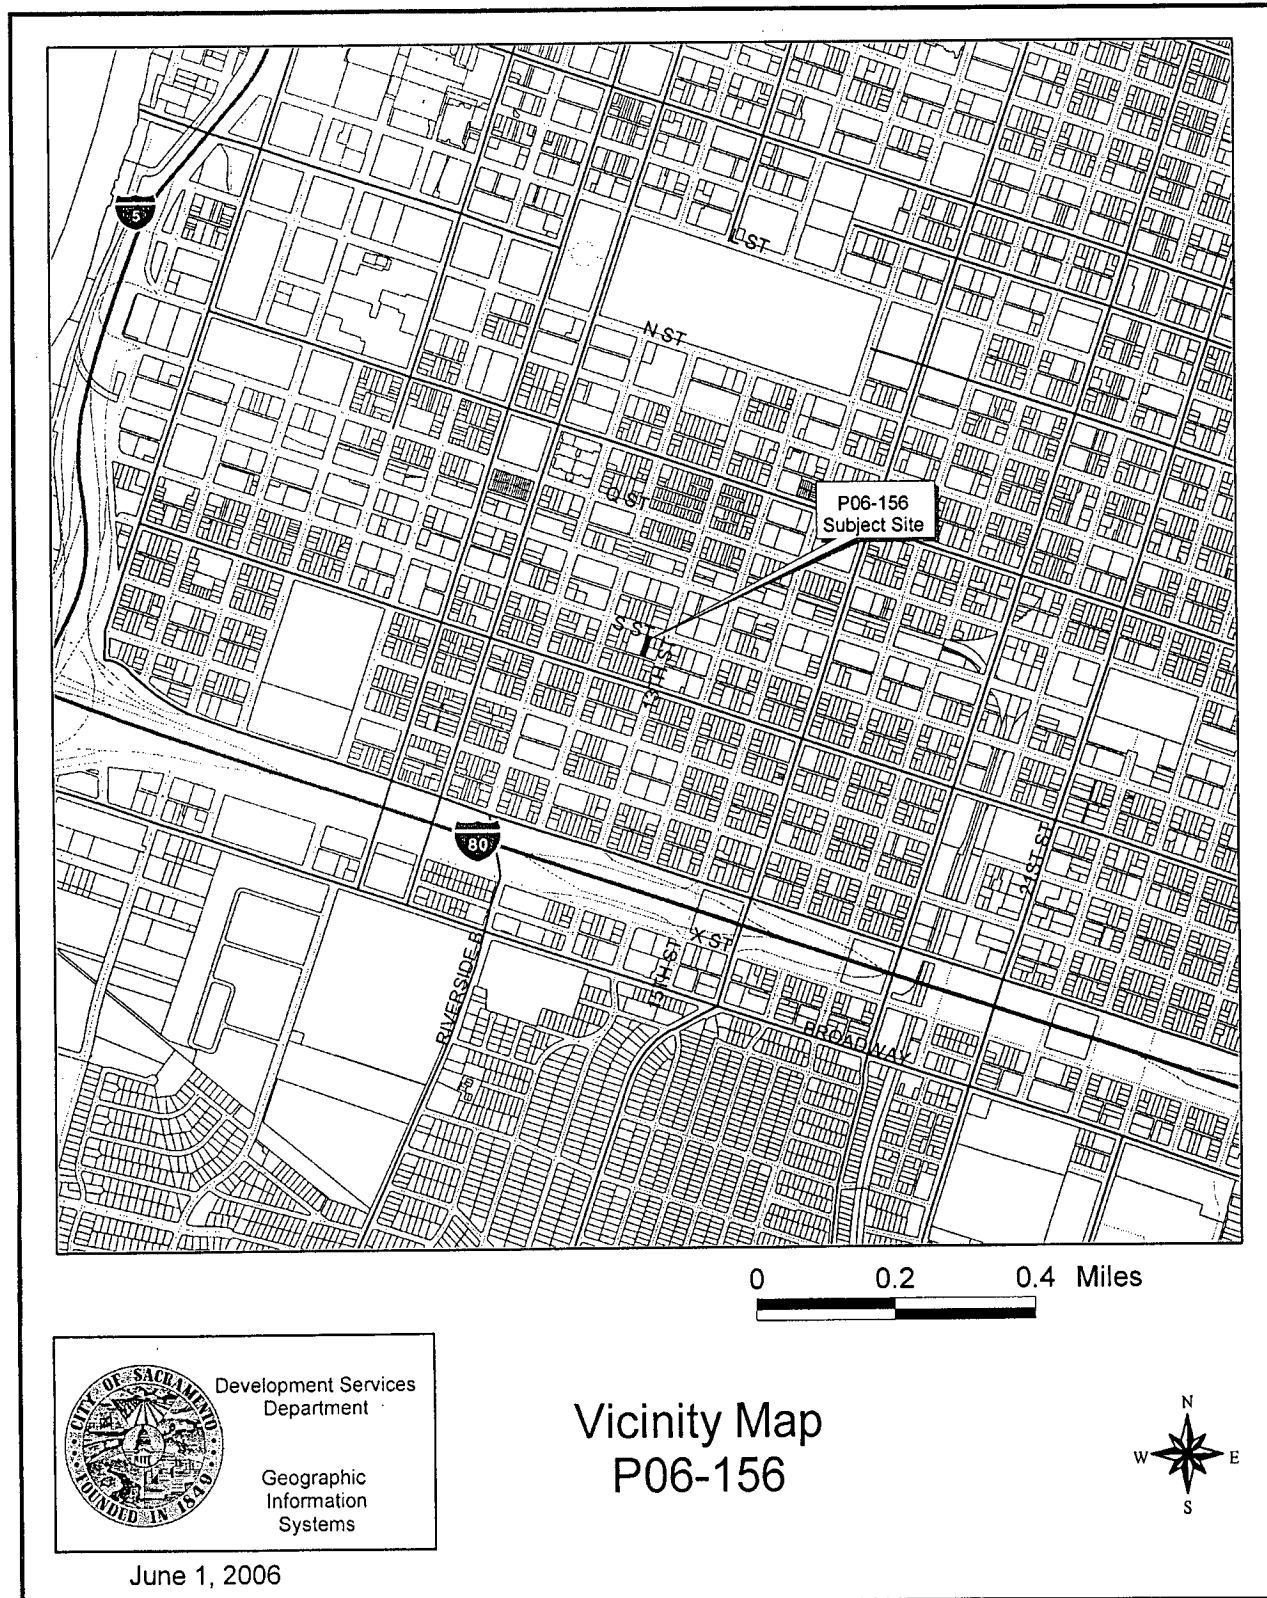 5
L ST
N ST
Q ST
P06-156
Subject Site
S ST
13TH ST
80
21ST ST
X ST
15TH ST
RIVERSIDE B
BROADWAY
0 0.2 0.4 Miles
CITY OF SACRAMENTO
FOUNDED IN 1849
Development Services
Department
Geographic
Information
Systems
Vicinity Map
P06-156
N
W E
S
June 1, 2006